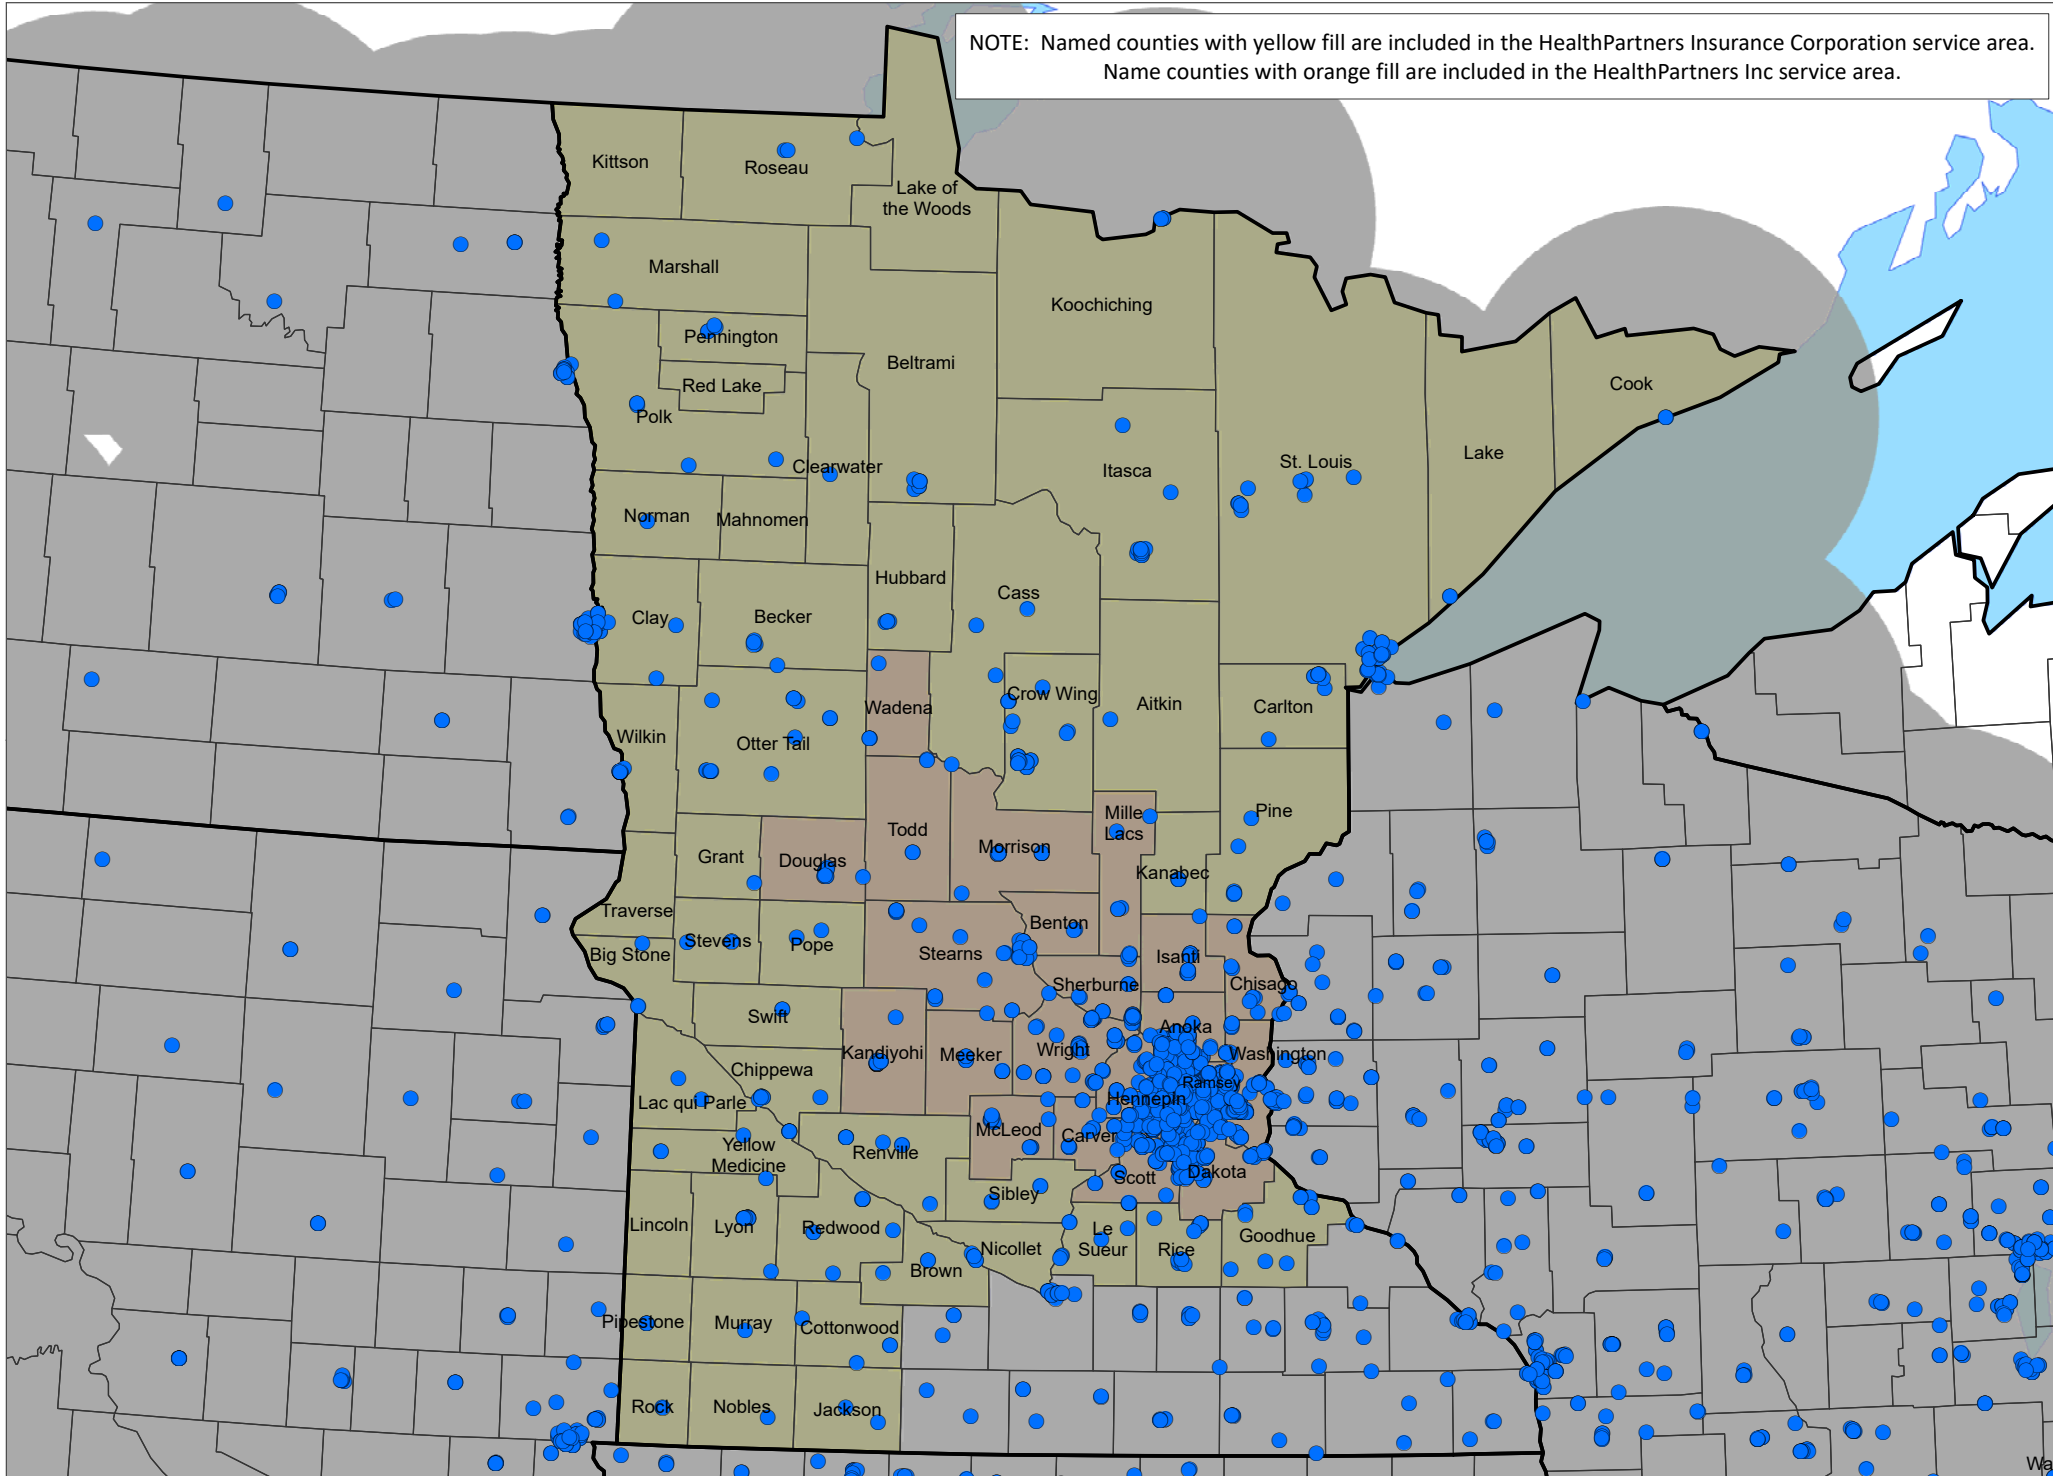 NOTE: Named counties with yellow fill are included in the HealthPartners Insurance Corporation service area.
Name counties with orange fill are included in the HealthPartners Inc service area.
Kittson
Roseau
Lake of
the Woods
Marshall
Koochiching
Pennington
Beltrami
Red Lake
Cook
Polk
Lake
St. Louis
Clearwater
Itasca
Norman
Mahnomen
Hubbard
Cass
Clay
Becker
Crow Wing
Wadena
Aitkin
Carlton
Wilkin
Otter Tail
Mille
Lacs
Pine
Todd
Morrison
Grant
Douglas
Kanabec
Traverse
Benton
Stevens
Pope
Big Stone
Stearns
Isanti
Sherburne
Chisago
Swift
Anoka
Kandiyohi
Meeker
Wright
Washington
Chippewa
Ramsey
Lac qui Parle
Hennepin
McLeod
Carver
Yellow
Medicine
Renville
Scott
Dakota
Sibley
Lincoln
Lyon
Redwood
Le
Sueur
Nicollet
Rice
Goodhue
Brown
Pipestone
Murray
Cottonwood
Rock
Nobles
Jackson
Wa